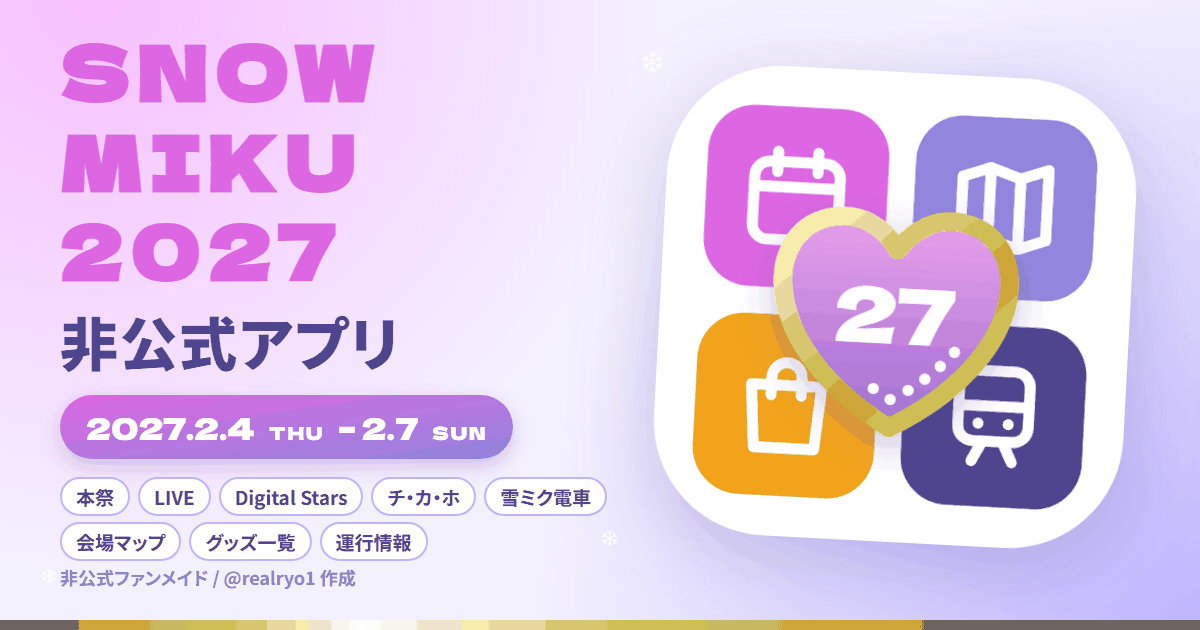 SNOW
MIKU
2027
非公式アプリ
2027.2.4 THU - 2.7 SUN
本祭 LIVE Digital Stars チ・カ・ホ 雪ミク電車
会場マップ グッズ一覧 運行情報
非公式ファンメイド / @realryo1 作成
27